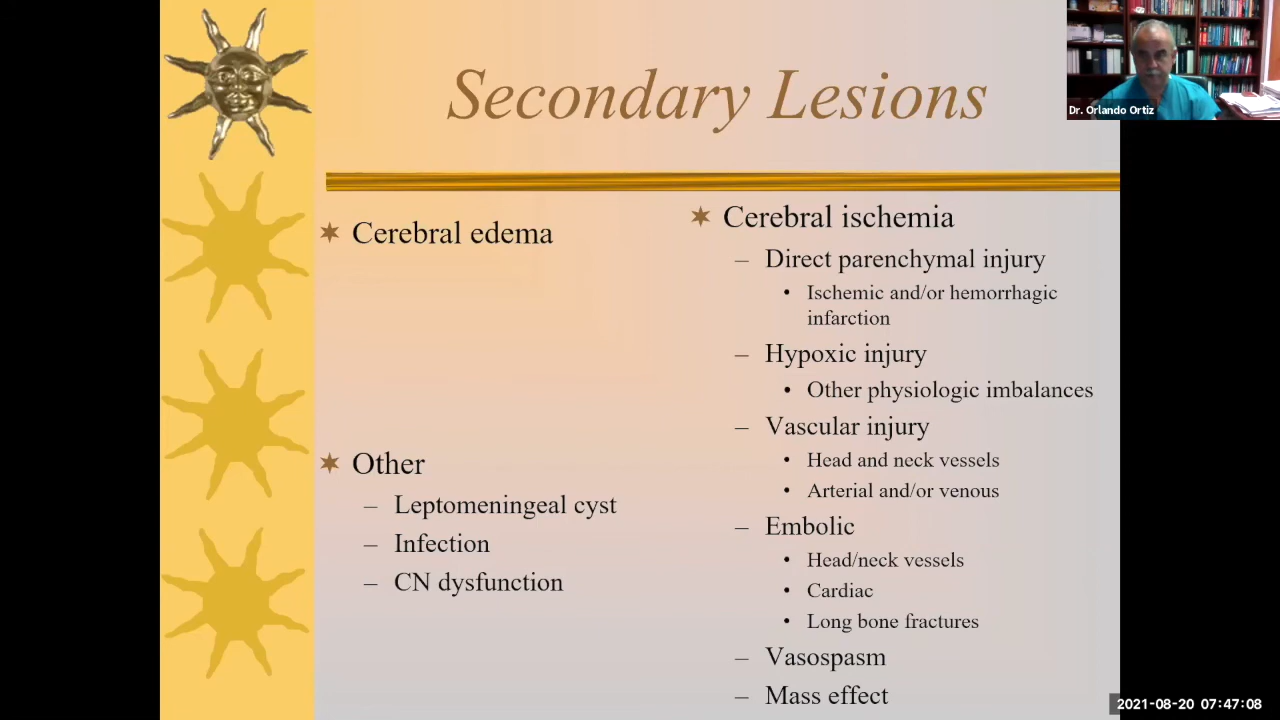 Secondary Lesions
Dr. Orlando Ortiz
Cerebral edema
Other
– Leptomeningeal cyst
– Infection
– CN dysfunction
Cerebral ischemia
– Direct parenchymal injury
• Ischemic and/or hemorrhagic
infarction
– Hypoxic injury
• Other physiologic imbalances
– Vascular injury
• Head and neck vessels
• Arterial and/or venous
– Embolic
• Head/neck vessels
• Cardiac
• Long bone fractures
– Vasospasm
– Mass effect
2021-08-20 07:47:08